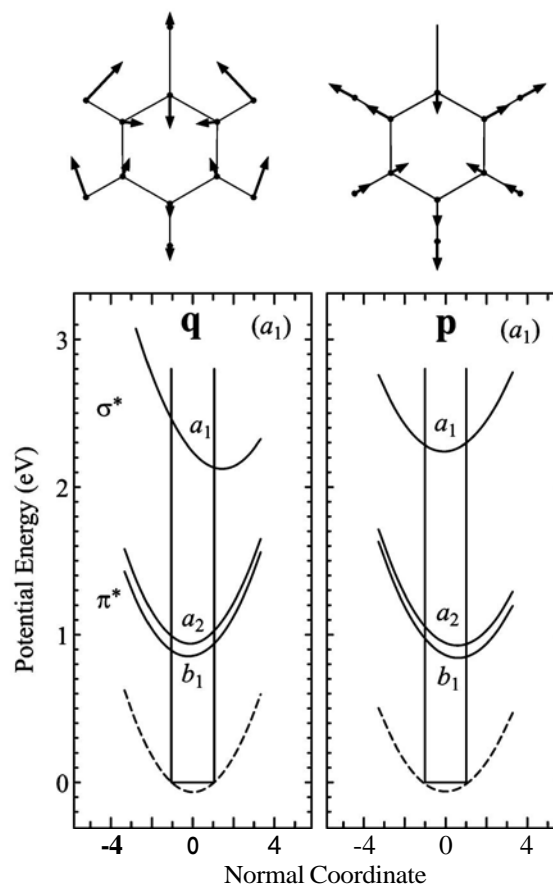 q (a₁)
p (a₁)
3
σ*
a₁
a₁
2
π*
a₂
a₂
1
b₁
b₁
0
-4 0 4
-4 0 4
Potential Energy (eV)
Normal Coordinate